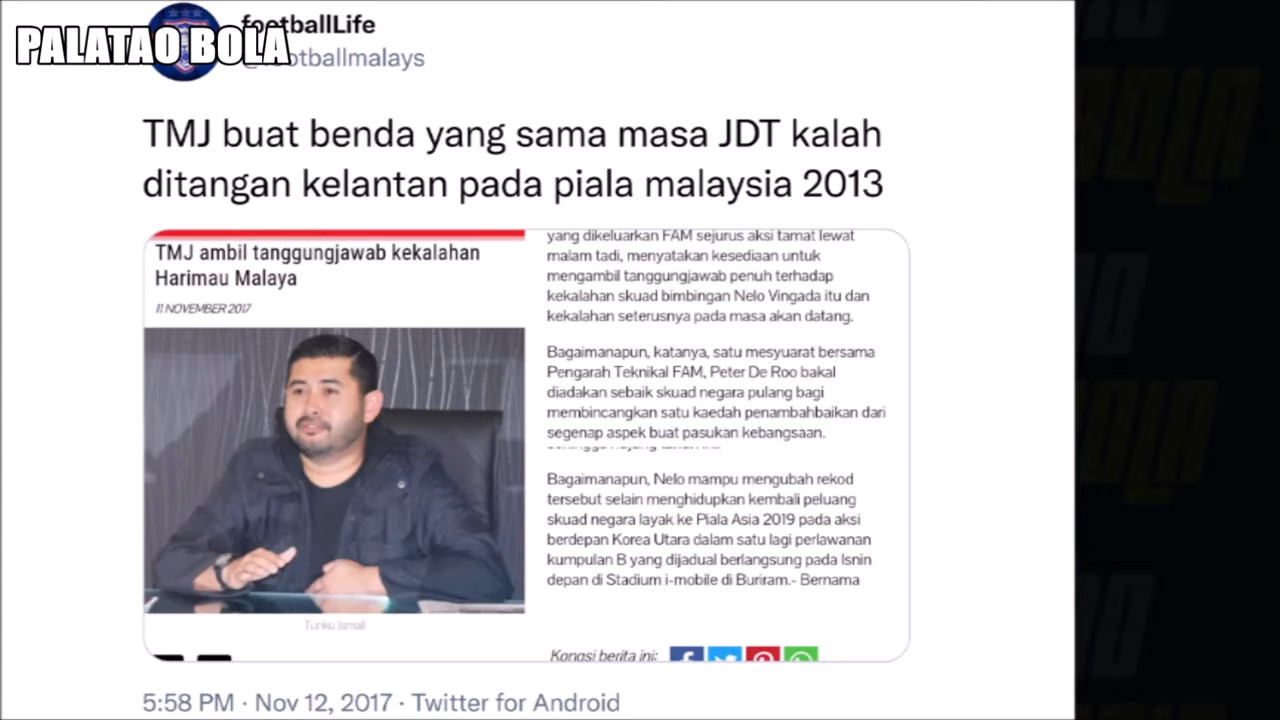 PALATAO BOLA
footballLife
@footballmalays
TMJ buat benda yang sama masa JDT kalah
ditangan kelantan pada piala malaysia 2013
TMJ ambil tanggungjawab kekalahan
Harimau Malaya
11 NOVEMBER 2017
Tunku Ismail
yang dikeluarkan FAM sejurus aksi tamat lewat
malam tadi, menyatakan kesediaan untuk
mengambil tanggungjawab penuh terhadap
kekalahan skuad bimbingan Nelo Vingada itu dan
kekalahan seterusnya pada masa akan datang.
Bagaimanapun, katanya, satu mesyuarat bersama
Pengarah Teknikal FAM, Peter De Roo bakal
diadakan sebaik skuad negara pulang bagi
membincangkan satu kaedah penambahbaikan dari
segenap aspek buat pasukan kebangsaan.
Bagaimanapun, Nelo mampu mengubah rekod
tersebut selain menghidupkan kembali peluang
skuad negara layak ke Piala Asia 2019 pada aksi
berdepan Korea Utara dalam satu lagi perlawanan
kumpulan B yang dijadual berlangsung pada Isnin
depan di Stadium i-mobile di Buriram.- Bernama
Kongsi berita ini:
5:58 PM · Nov 12, 2017 · Twitter for Android